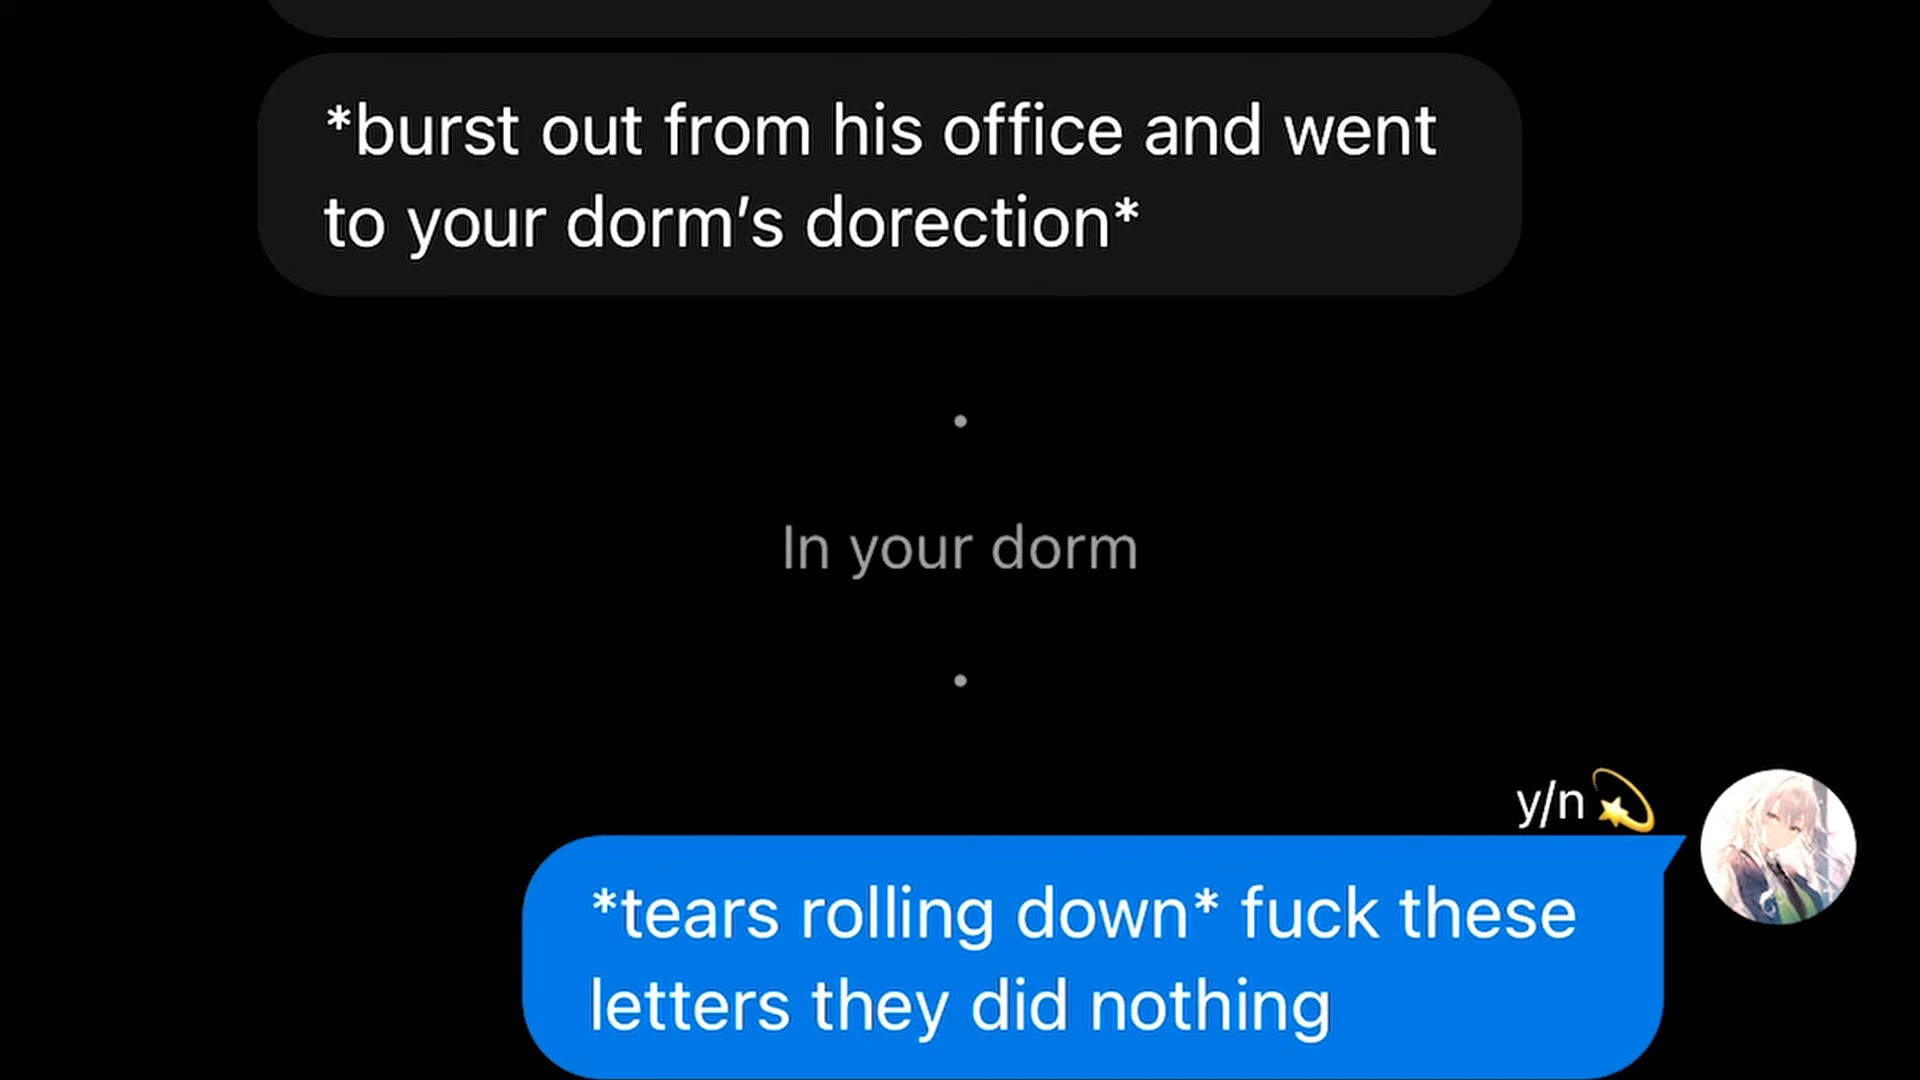 *burst out from his office and went
to your dorm’s dorection*
•
In your dorm
•
y/n💫
*tears rolling down* fuck these
letters they did nothing